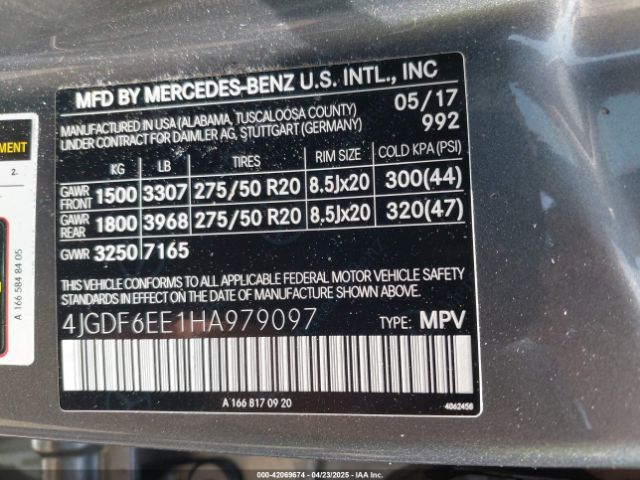 MFD BY MERCEDES-BENZ U.S. INTL., INC
MANUFACTURED IN USA (ALABAMA, TUSCALOOSA COUNTY) 05/17
UNDER CONTRACT FOR DAIMLER AG, STUTTGART (GERMANY) 992
KG LB TIRES RIM SIZE COLD KPA (PSI)
GAWR FRONT 1500 3307 275/50 R20 8.5Jx20 300(44)
GAWR REAR 1800 3968 275/50 R20 8.5Jx20 320(47)
GVWR 3250 7165
THIS VEHICLE CONFORMS TO ALL APPLICABLE FEDERAL MOTOR VEHICLE SAFETY
STANDARDS IN EFFECT ON THE DATE OF MANUFACTURE SHOWN ABOVE.
4JGDF6EE1HA979097 TYPE: MPV
A 166 817 09 20 4062458
EMENT
2.
A 166 584 84 05
000-42069674 - 04/23/2025 - IAA Inc.